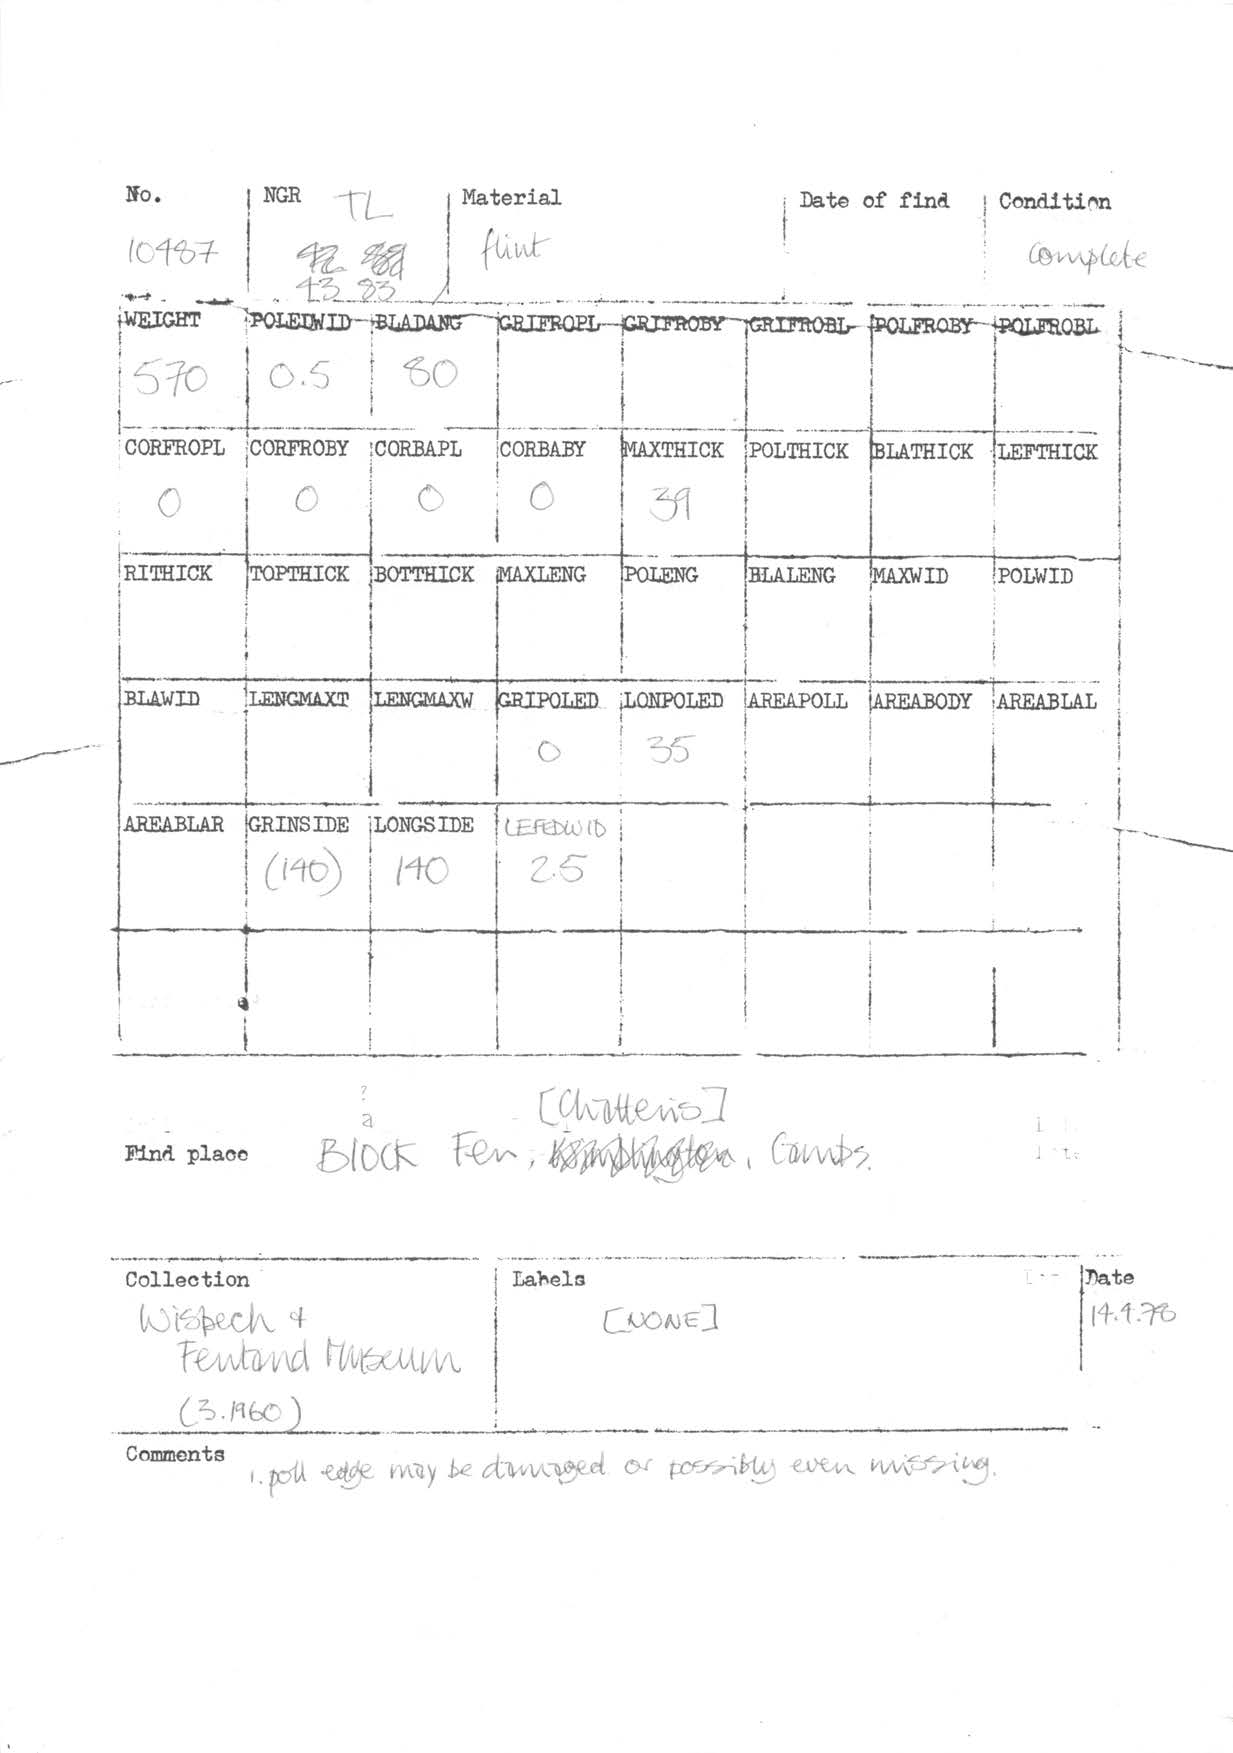 No. NGR TL Material Date of find Condition
10487 flint complete
43 83
WEIGHT POLEDWID BLADANG GRIFROPL GRIFROBY GRIFROBL POLFROBY POLFROBL
570 0.5 80
CORFROPL CORFROBY CORBAPL CORBABY MAXTHICK POLTHICK BLATHICK LEFTHICK
0 0 0 0 39
RITHICK TOPTHICK BOTTHICK MAXLENG POLENG BLALENG MAXWID POLWID
BLAWID LENGMAXT LENGMAXW GRIPOLED LONPOLED AREAPOLL AREABODY AREABLAL
0 35
AREABLAR GRINSIDE LONGSIDE LEFEDWID
(140) 140 2.5
?
a
[Chatteris]
Find place Block Fen, , Cambs.
Collection Labels Date
Wisbech & [NONE] 14.4.78
Fenland Museum
(3.1960)
Comments 1. poll edge may be damaged or possibly even missing.